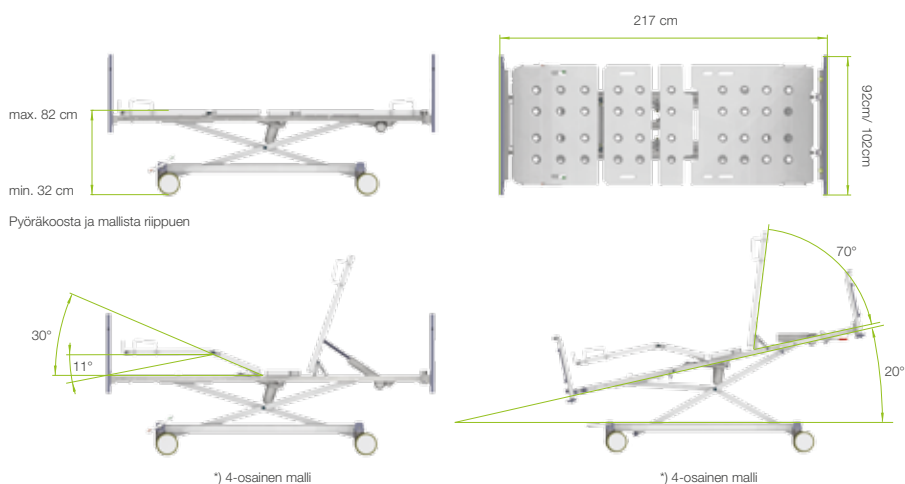 217 cm
max. 82 cm
92cm/ 102cm
min. 32 cm
Pyöräkoosta ja mallista riippuen
70°
30°
11°
20°
*) 4-osainen malli
*) 4-osainen malli